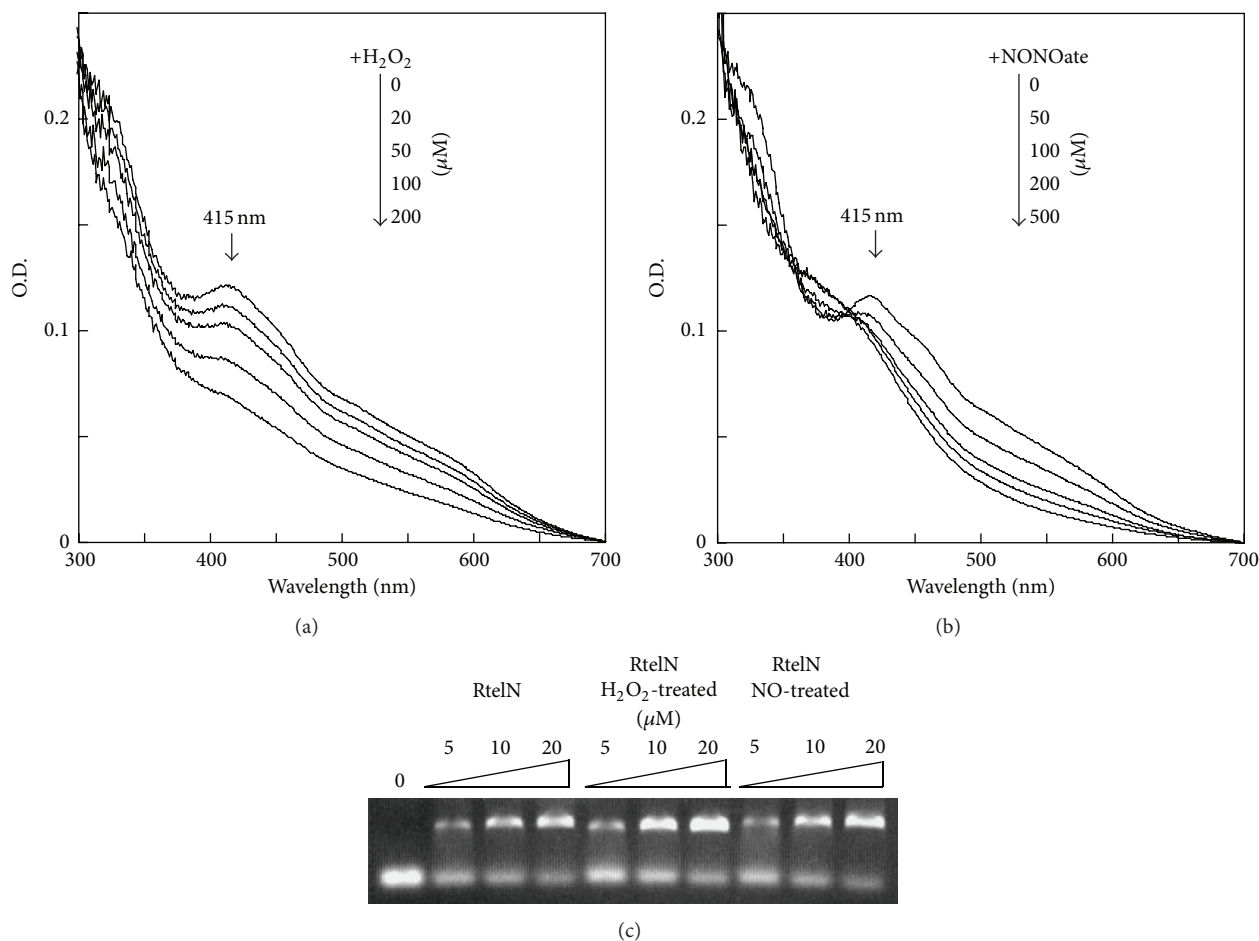 +H₂O₂
0
20
50
100
200
(μM)
415 nm
0.2
0.1
0
O.D.
300
400
500
600
700
Wavelength (nm)
(a)
+NONOate
0
50
100
200
500
(μM)
415 nm
0.2
0.1
0
O.D.
300
400
500
600
700
Wavelength (nm)
(b)
RtelN
RtelN
H₂O₂-treated
(μM)
RtelN
NO-treated
0
5 10 20
5 10 20
5 10 20
(c)